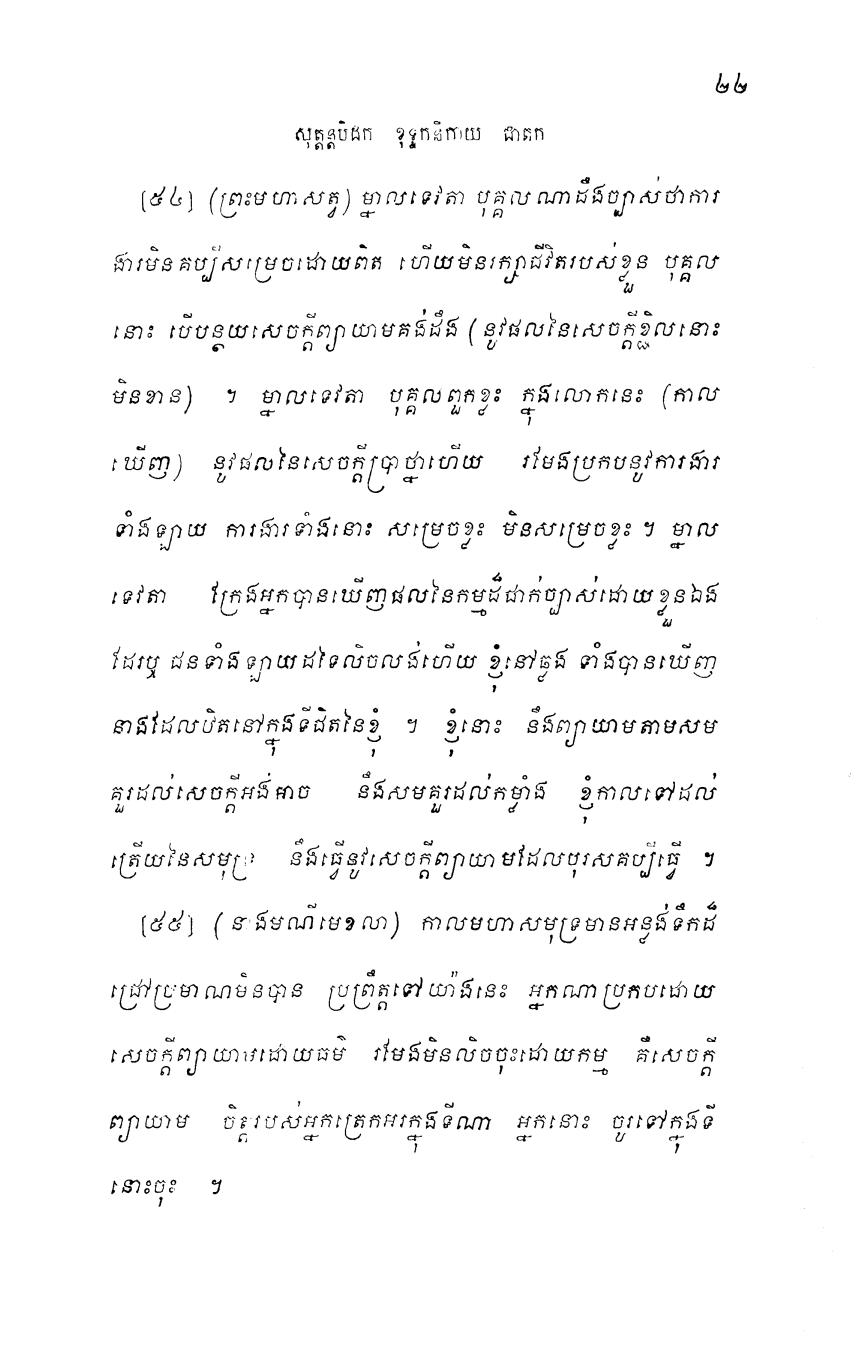 ២២
សុត្តន្តបិដក ខុទ្ទកនិកាយ ជាតក
[៥៤] (ព្រះមហាសត្វ) ម្នាលទេវតា បុគ្គលណាដឹងច្បាស់ថាការ
ងារមិនគប្បីសម្រេចដោយពិត ហើយមិនរក្សាជីវិតរបស់ខ្លួន បុគ្គល
នោះ បើបន្ថយសេចក្តីព្យាយាមគង់ដឹង (នូវផលនៃសេចក្តីខ្ជិលនោះ
មិនខាន) ។ ម្នាលទេវតា បុគ្គលពួកខ្លះ ក្នុងលោកនេះ (កាល
ឃើញ) នូវផលនៃសេចក្តីប្រាថ្នាហើយ រមែងប្រកបនូវការងារ
ទាំងឡាយ ការងារទាំងនោះ សម្រេចខ្លះ មិនសម្រេចខ្លះ ។ ម្នាល
ទេវតា ក្រែងអ្នកបានឃើញផលនៃកម្មដ៏ជាក់ច្បាស់ដោយខ្លួនឯង
ដែរឬ ជនទាំងឡាយដទៃលិចលង់ហើយ ខ្ញុំនៅឆ្លង ទាំងបានឃើញ
នាងដែលឋិតនៅក្នុងទីជិតនៃខ្ញុំ ។ ខ្ញុំនោះ នឹងព្យាយាមតាមសម
គួរដល់សេចក្តីអង់អាច នឹងសមគួរដល់កម្លាំង ខ្ញុំកាលទៅដល់
ត្រើយនៃសមុទ្រ នឹងធ្វើនូវសេចក្តីព្យាយាមដែលបុរសគប្បីធ្វើ ។
[៥៥] (នាងមណីមេខលា) កាលមហាសមុទ្រមានអន្លង់ទឹកដ៏
ជ្រៅប្រមាណមិនបាន ប្រព្រឹត្តទៅយ៉ាងនេះ អ្នកណាប្រកបដោយ
សេចក្តីព្យាយាមដោយធម៌ រមែងមិនលិចចុះដោយកម្ម គឺសេចក្តី
ព្យាយាម ចិត្តរបស់អ្នកត្រេកអរក្នុងទីណា អ្នកនោះ ចូរទៅក្នុងទី
នោះចុះ ។